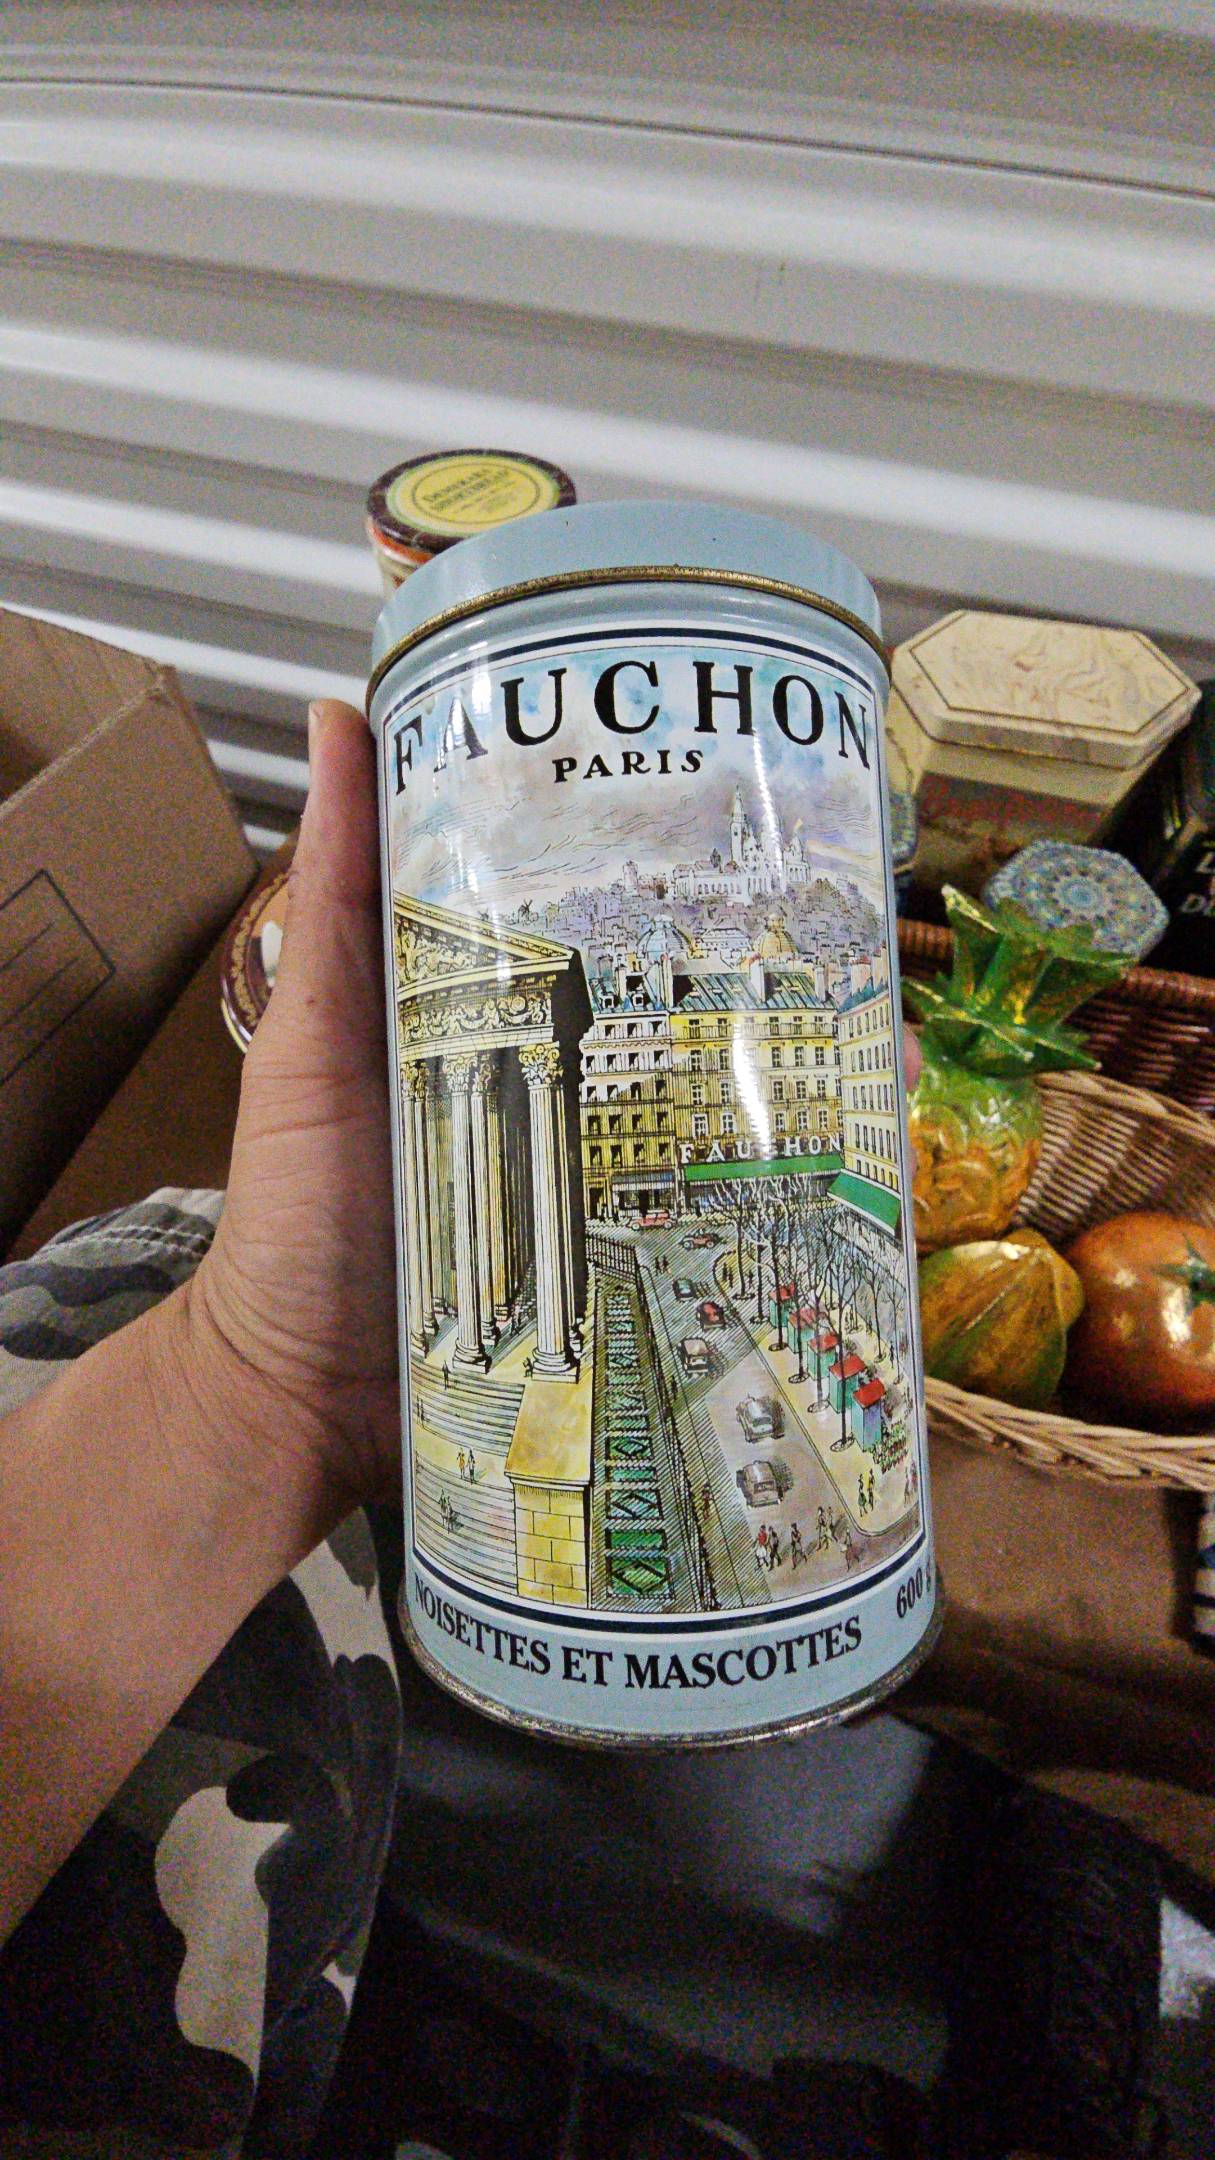 FAUCHON
PARIS
FAUCHON
NOISETTES ET MASCOTTES
600 g